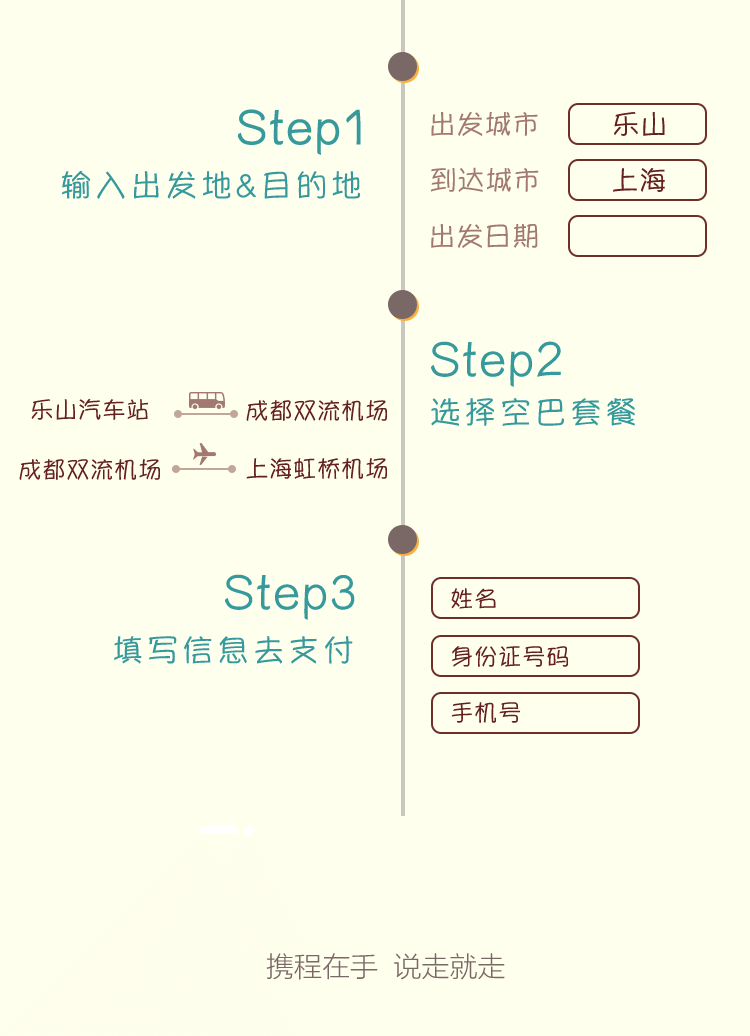 Step1
输入出发地&目的地
出发城市 乐山
到达城市 上海
出发日期
Step2
选择空巴套餐
乐山汽车站 成都双流机场
成都双流机场 上海虹桥机场
Step3
填写信息去支付
姓名
身份证号码
手机号
携程在手 说走就走